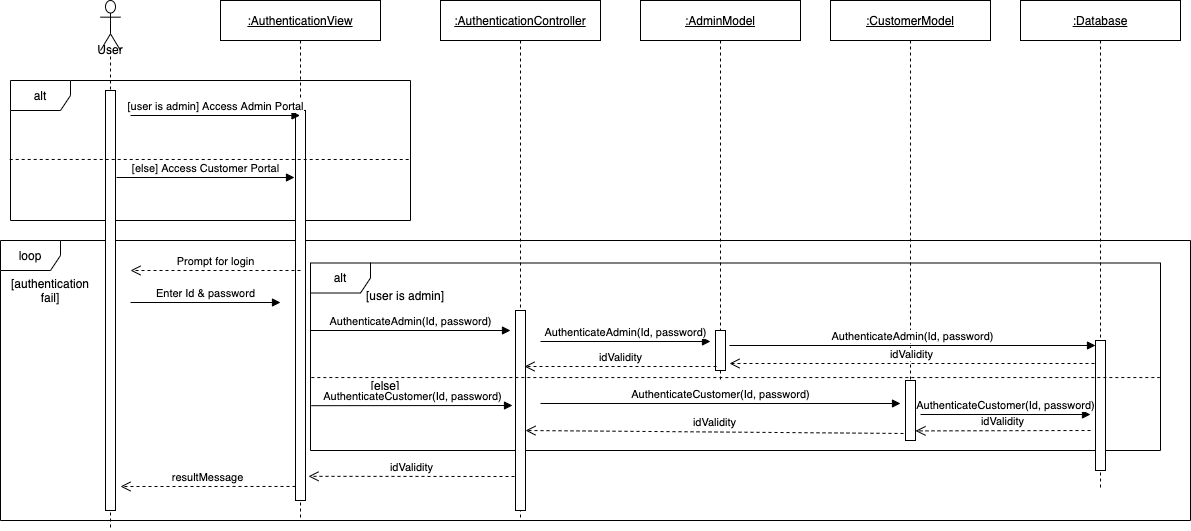 :AuthenticationView
:AuthenticationController
:AdminModel
:CustomerModel
:Database
User
alt
[user is admin] Access Admin Portal
[else] Access Customer Portal
loop
[authentication
fail]
Prompt for login
Enter Id & password
alt
[user is admin]
AuthenticateAdmin(Id, password)
AuthenticateAdmin(Id, password)
AuthenticateAdmin(Id, password)
idValidity
idValidity
[else]
AuthenticateCustomer(Id, password)
AuthenticateCustomer(Id, password)
AuthenticateCustomer(Id, password)
idValidity
idValidity
idValidity
resultMessage